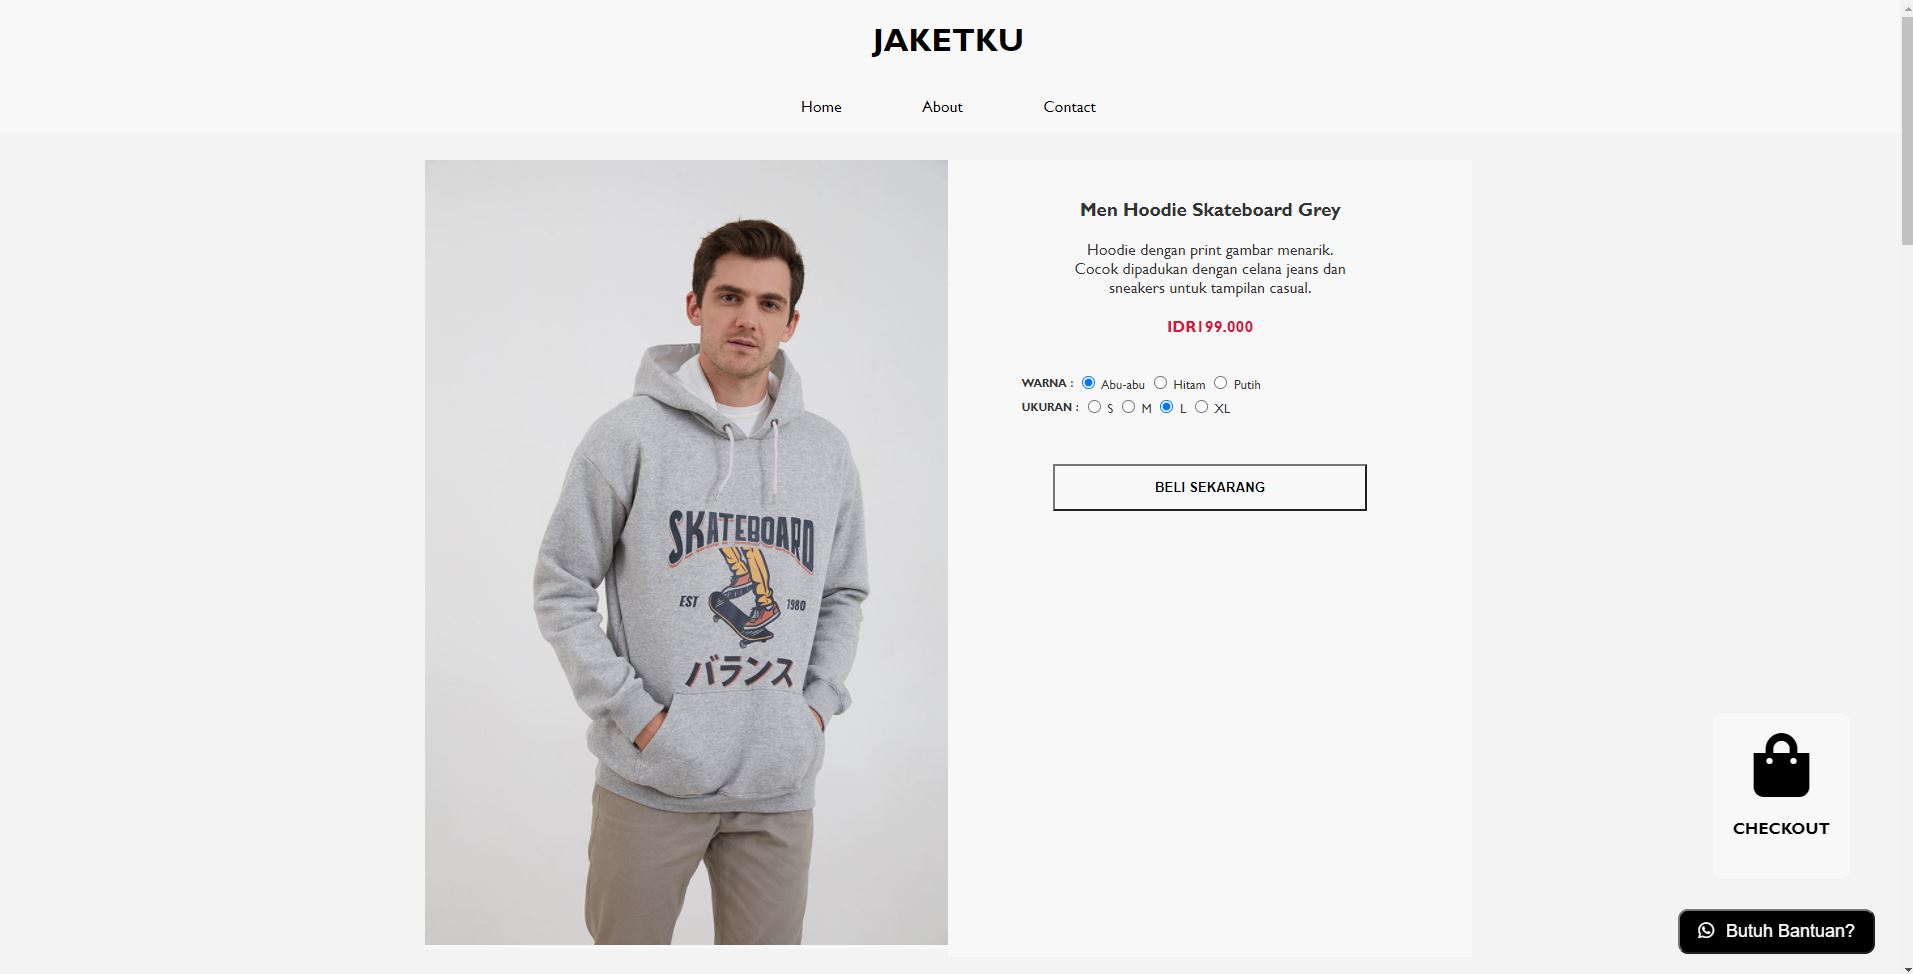 JAKETKU
Home About Contact
Men Hoodie Skateboard Grey
Hoodie dengan print gambar menarik.
Cocok dipadukan dengan celana jeans dan
sneakers untuk tampilan casual.
IDR199.000
WARNA : Abu-abu Hitam Putih
UKURAN : S M L XL
BELI SEKARANG
SKATEBOARD
EST 1980
バランス
CHECKOUT
Butuh Bantuan?